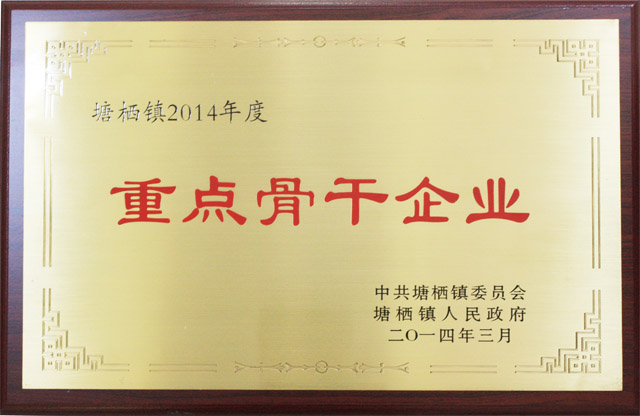 塘栖镇2014年度
重点骨干企业
中共塘栖镇委员会
塘栖镇人民政府
二〇一四年三月